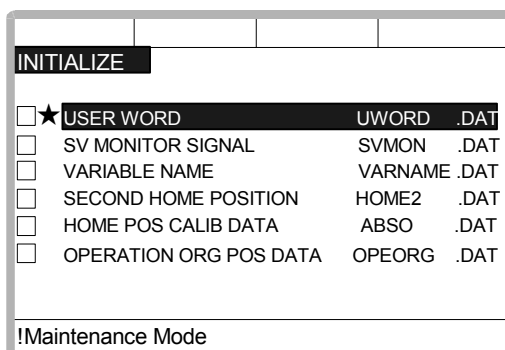 INITIALIZE
★USER WORD UWORD .DAT
SV MONITOR SIGNAL SVMON .DAT
VARIABLE NAME VARNAME .DAT
SECOND HOME POSITION HOME2 .DAT
HOME POS CALIB DATA ABSO .DAT
OPERATION ORG POS DATA OPEORG .DAT
!Maintenance Mode